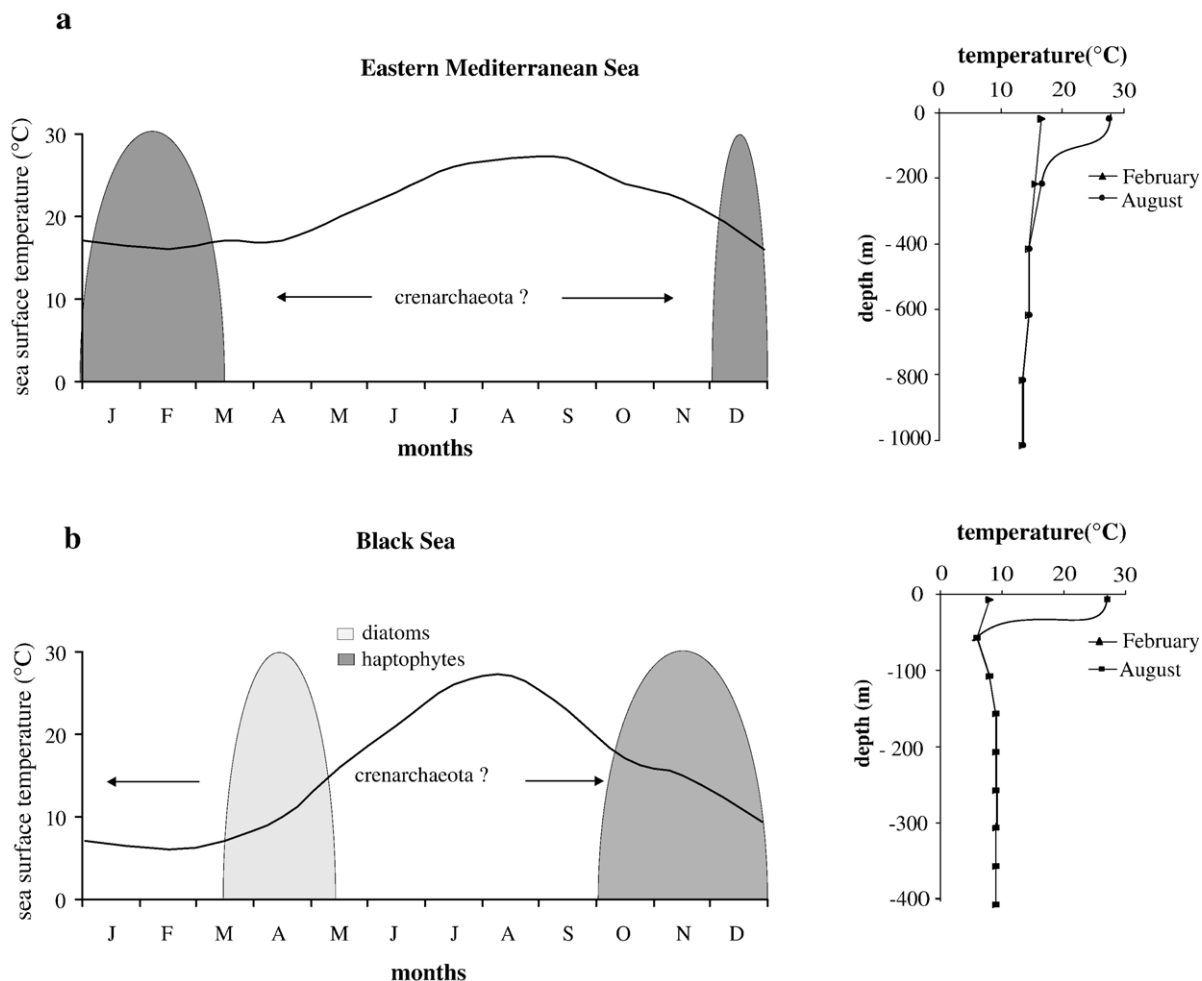 a
Eastern Mediterranean Sea
sea surface temperature (°C)
30
20
10
0
crenarchaeota ?
J F M A M J J A S O N D
months
temperature(°C)
0 10 20 30
depth (m)
0
- 200
- 400
- 600
- 800
- 1000
February
August
b
Black Sea
diatoms
haptophytes
sea surface temperature (°C)
30
20
10
0
crenarchaeota ?
J F M A M J J A S O N D
months
temperature(°C)
0 10 20 30
depth (m)
0
-100
- 200
-300
-400
February
August